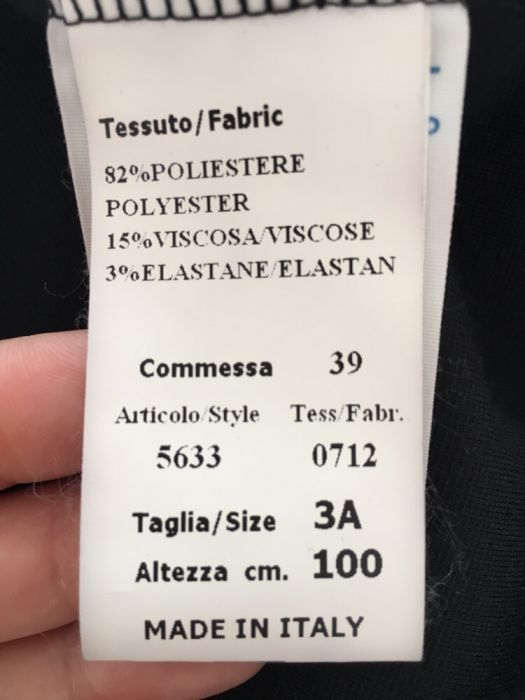 Tessuto/Fabric
82%POLIESTERE
POLYESTER
15%VISCOSA/VISCOSE
3%ELASTANE/ELASTAN
Commessa 39
Articolo/Style Tess/Fabr.
5633 0712
Taglia/Size 3A
Altezza cm. 100
MADE IN ITALY